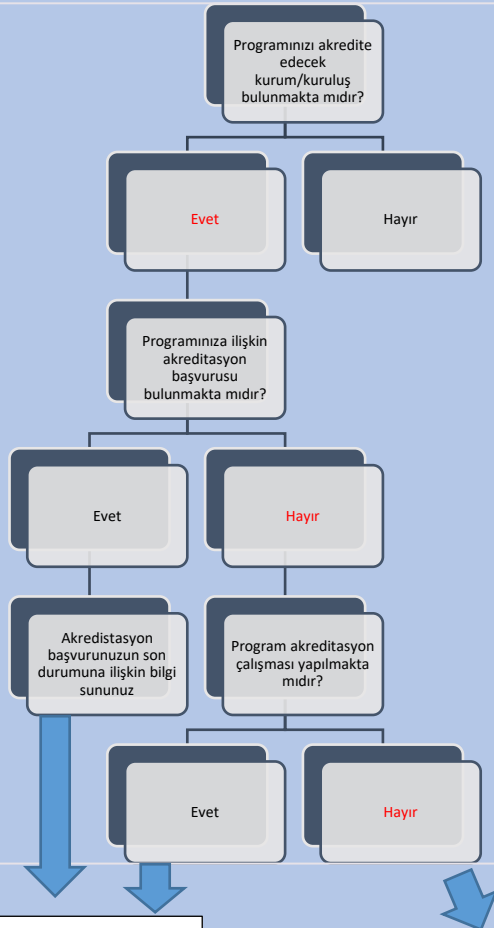 Programınızı akredite
edecek
kurum/kuruluş
bulunmakta mıdır?
Evet
Hayır
Programınıza ilişkin
akreditasyon
başvurusu
bulunmakta mıdır?
Evet
Hayır
Akredistasyon
başvurunuzun son
durumuna ilişkin bilgi
sununuz
Program akreditasyon
çalışması yapılmakta
mıdır?
Evet
Hayır